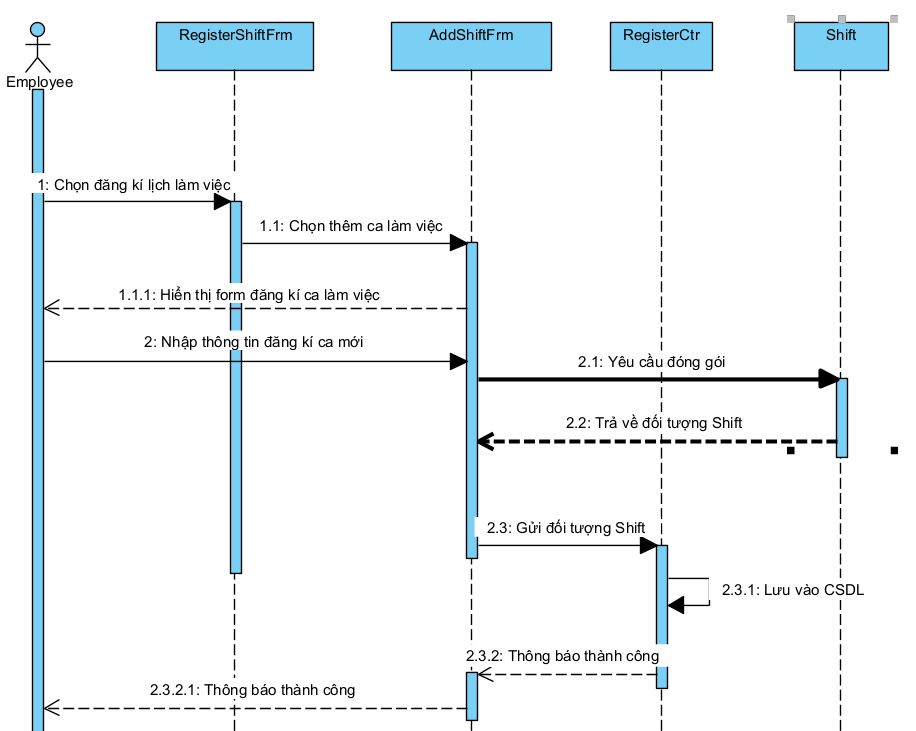 RegisterShiftFrm
AddShiftFrm
RegisterCtr
Shift
Employee
1: Chọn đăng kí lịch làm việc
1.1: Chọn thêm ca làm việc
1.1.1: Hiển thị form đăng kí ca làm việc
2: Nhập thông tin đăng kí ca mới
2.1: Yêu cầu đóng gói
2.2: Trả về đối tượng Shift
2.3: Gửi đối tượng Shift
2.3.1: Lưu vào CSDL
2.3.2: Thông báo thành công
2.3.2.1: Thông báo thành công